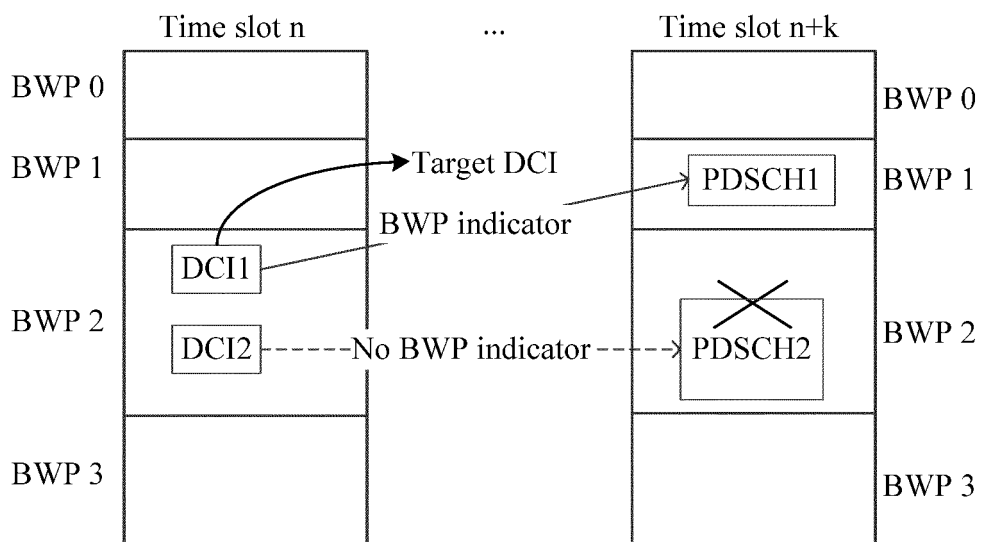 Time slot n ... Time slot n+k
BWP 0 BWP 0
BWP 1 Target DCI PDSCH1 BWP 1
BWP indicator
DCI1
BWP 2 DCI2 No BWP indicator PDSCH2 BWP 2
BWP 3 BWP 3